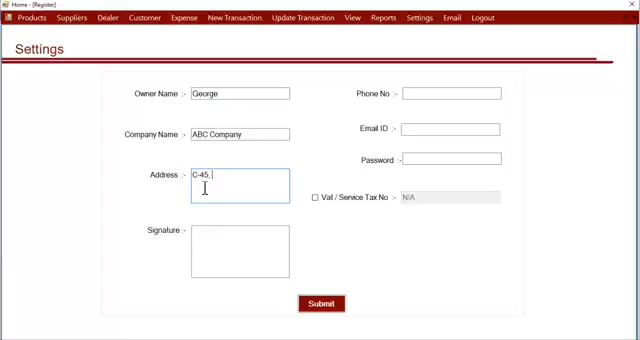 Home - [Register]
Products Suppliers Dealer Customer Expense New Transaction Update Transaction View Reports Settings Email Logout
Settings
Owner Name :- George
Phone No :-
Company Name :- ABC Company
Email ID :-
Address :- C-45,
Password :-
Vat / Service Tax No :- N/A
Signature :-
Submit